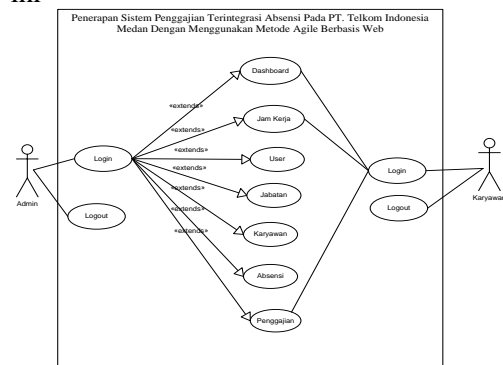 Penerapan Sistem Penggajian Terintegrasi Absensi Pada PT. Telkom Indonesia
Medan Dengan Menggunakan Metode Agile Berbasis Web
Dashboard
«extends»
Jam Kerja
«extends»
«extends»
Login
User
Login
«extends»
Admin
Jabatan
Karyawan
«extends»
Logout
Logout
«extends»
Karyawan
«extends»
Absensi
Penggajian